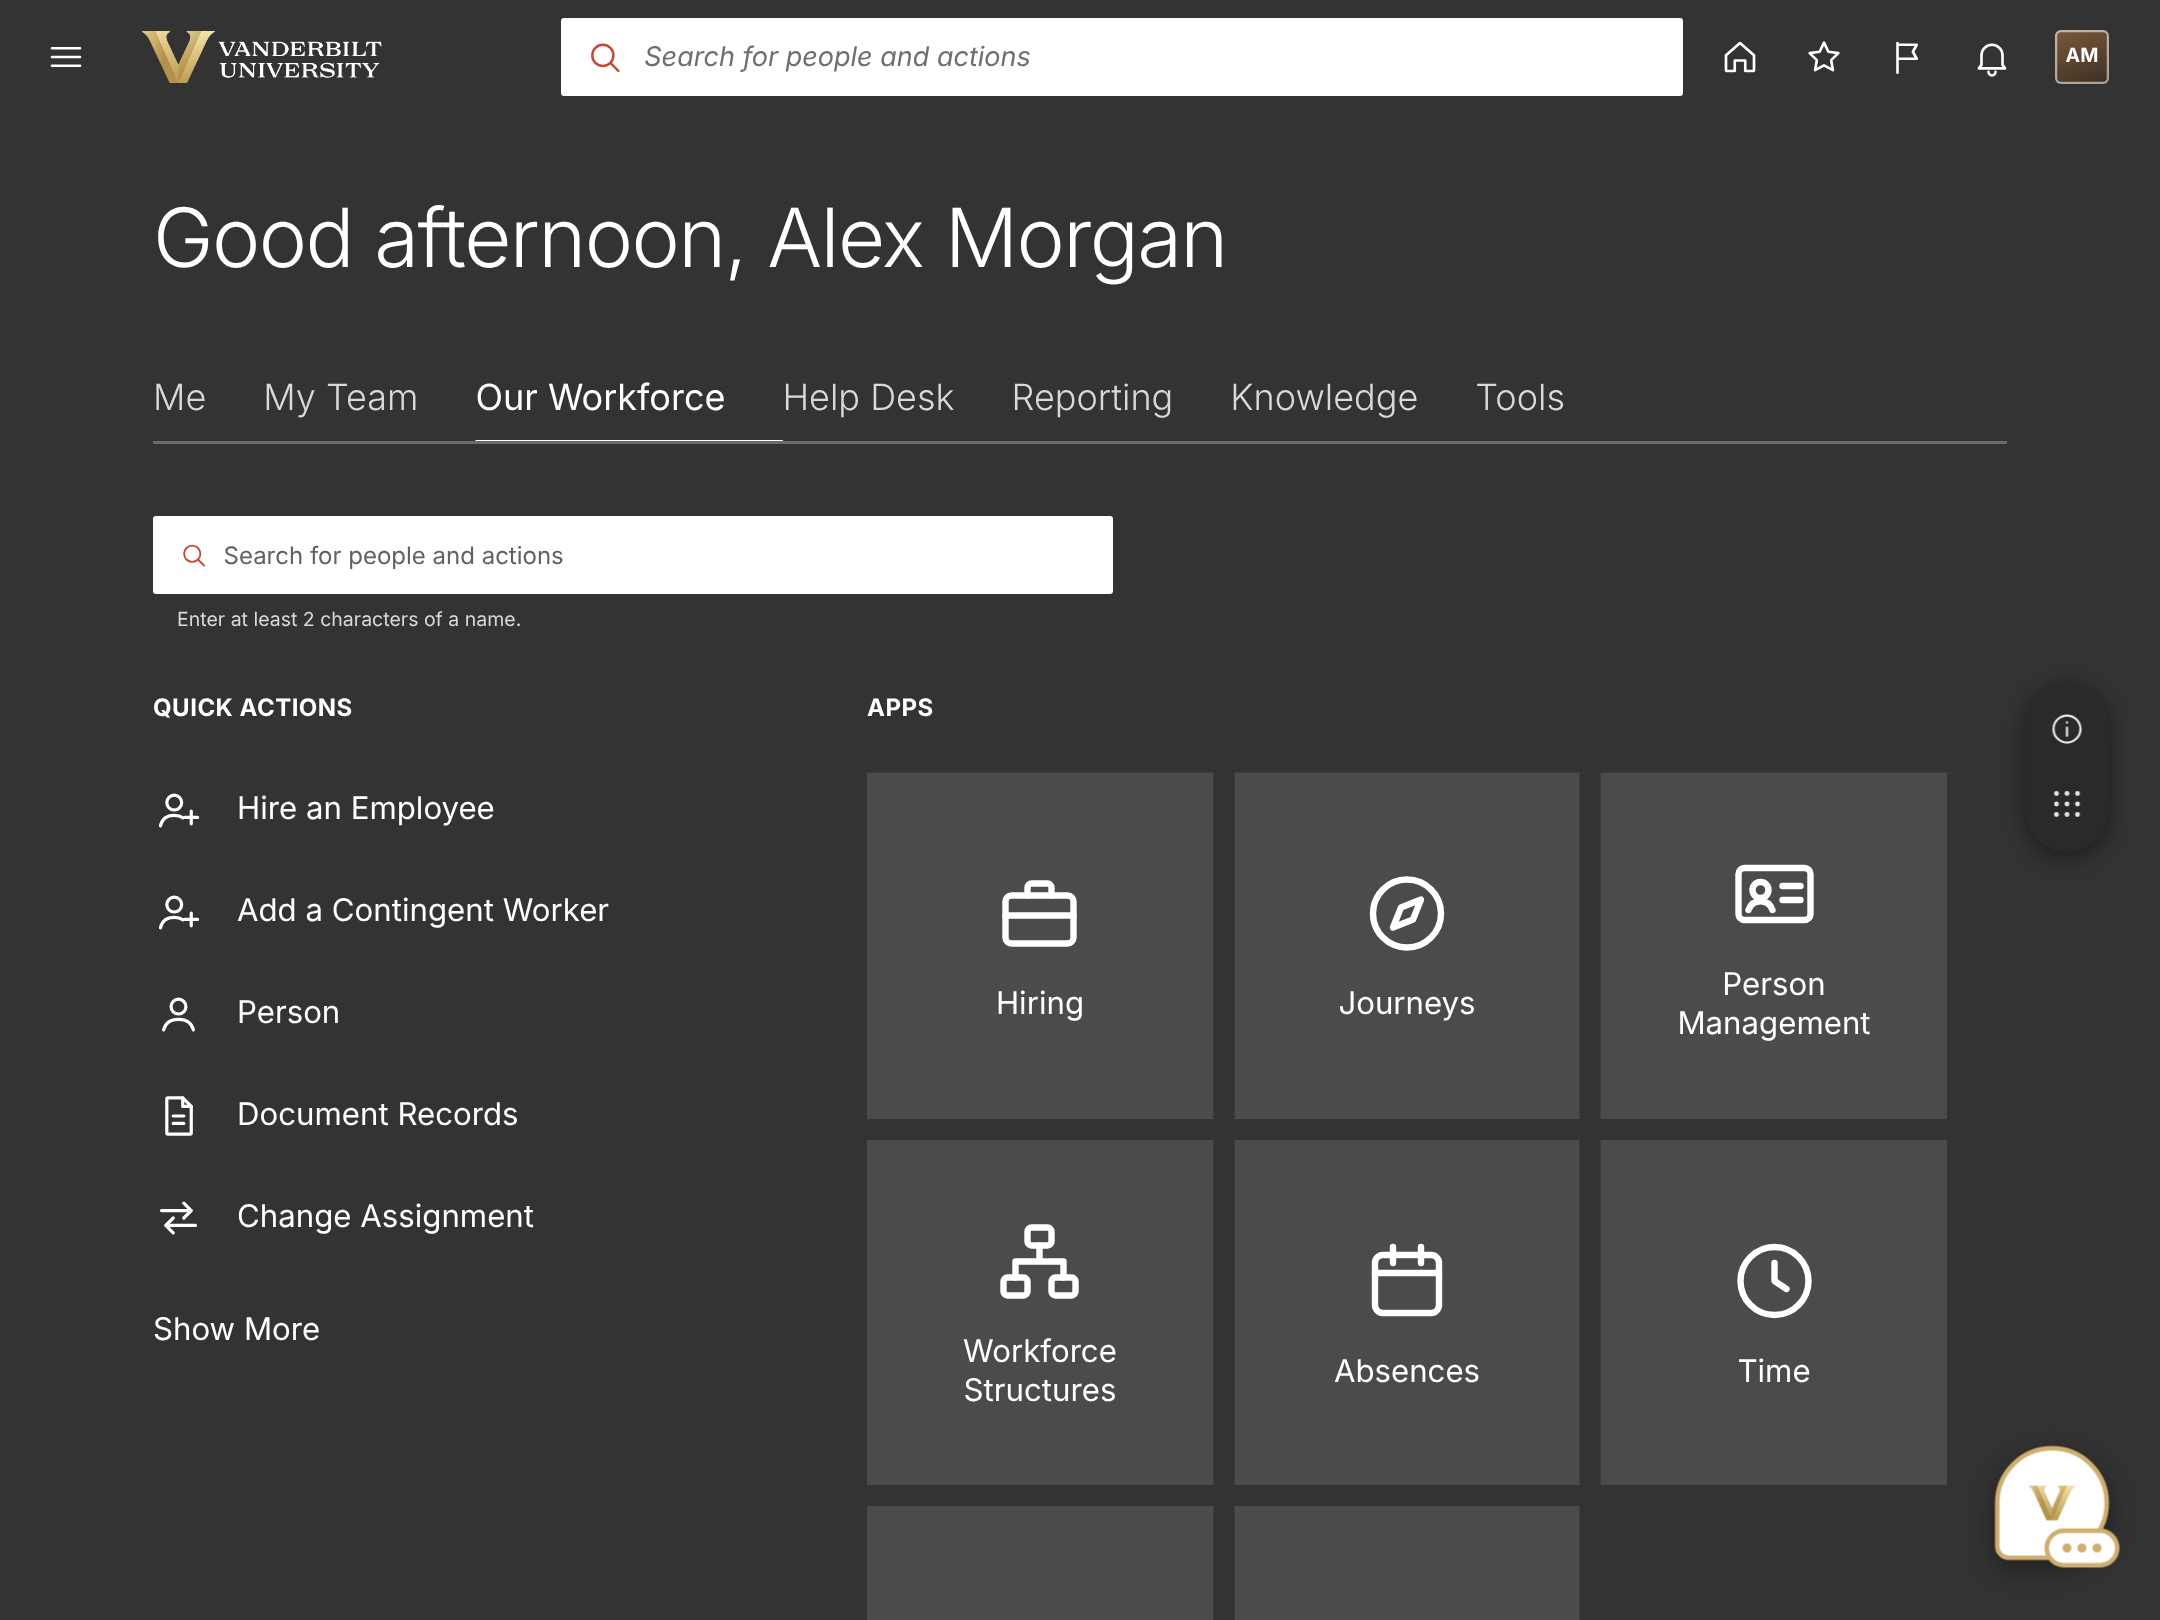 VANDERBILT
UNIVERSITY
Search for people and actions
AM
Good afternoon, Alex Morgan
Me
My Team
Our Workforce
Help Desk
Reporting
Knowledge
Tools
Search for people and actions
Enter at least 2 characters of a name.
QUICK ACTIONS
Hire an Employee
Add a Contingent Worker
Person
Document Records
Change Assignment
Show More
APPS
Hiring
Journeys
Person
Management
Workforce
Structures
Absences
Time
V